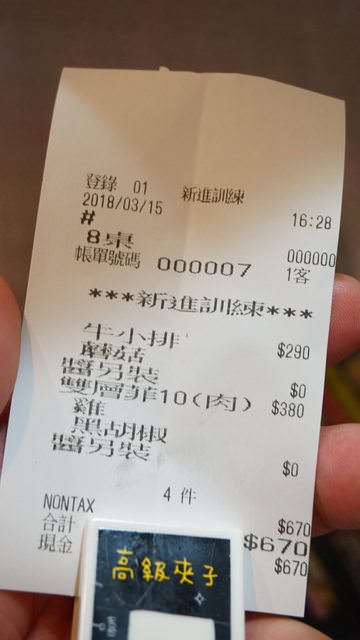 登錄 01 新進訓練
2018/03/15 16:28
#
8桌 000000
帳單號碼 000007 1客
***新進訓練***
牛小排 $290
蘑菇
醬另裝 $0
雙層菲10(肉) $380
雞
黑胡椒
醬另裝 $0
4 件
NONTAX $670
合計 $670
現金 $670
高級夾子